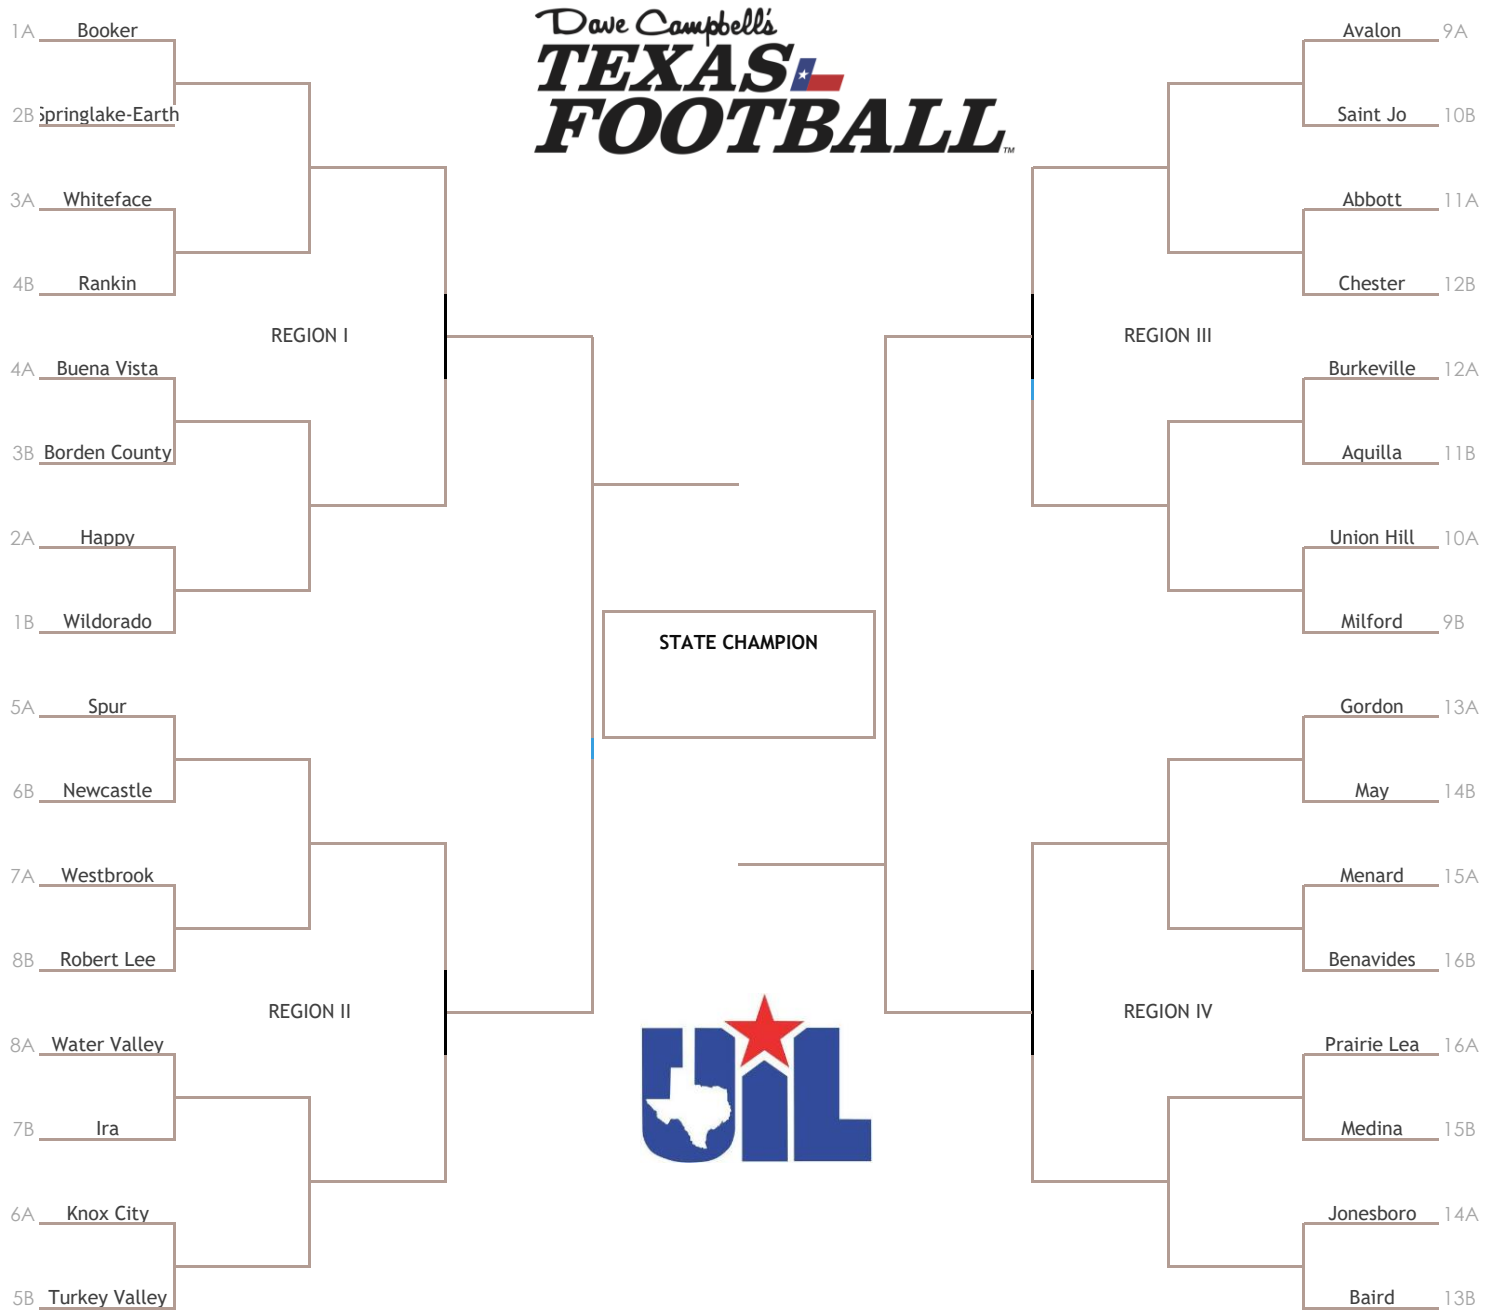 Dave Campbell's
TEXAS
FOOTBALL™
1A Booker
2B Springlake-Earth
3A Whiteface
4B Rankin
REGION I
4A Buena Vista
3B Borden County
2A Happy
1B Wildorado
5A Spur
6B Newcastle
7A Westbrook
8B Robert Lee
REGION II
8A Water Valley
7B Ira
6A Knox City
5B Turkey Valley
STATE CHAMPION
UIL
Avalon 9A
Saint Jo 10B
Abbott 11A
Chester 12B
REGION III
Burkeville 12A
Aquilla 11B
Union Hill 10A
Milford 9B
Gordon 13A
May 14B
Menard 15A
Benavides 16B
REGION IV
Prairie Lea 16A
Medina 15B
Jonesboro 14A
Baird 13B